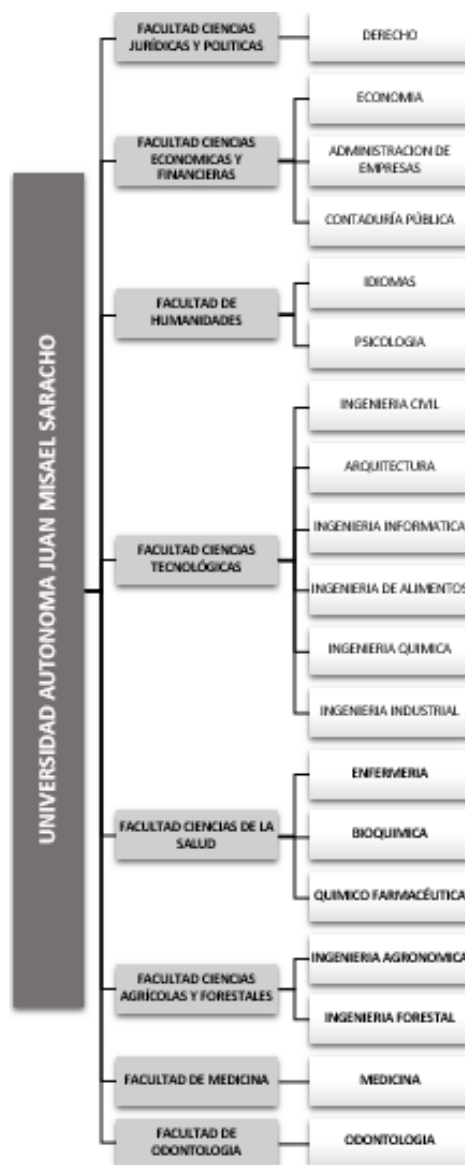 UNIVERSIDAD AUTONOMA JUAN MISAEL SARACHO
FACULTAD CIENCIAS
JURÍDICAS Y POLITICAS
DERECHO
FACULTAD CIENCIAS
ECONOMICAS Y
FINANCIERAS
ECONOMIA
ADMINISTRACION DE
EMPRESAS
CONTADURÍA PÚBLICA
FACULTAD DE
HUMANIDADES
IDIOMAS
PSICOLOGIA
FACULTAD CIENCIAS
TECNOLÓGICAS
INGENIERIA CIVIL
ARQUITECTURA
INGENIERIA INFORMATICA
INGENIERIA DE ALIMENTOS
INGENIERIA QUIMICA
INGENIERIA INDUSTRIAL
FACULTAD CIENCIAS DE LA
SALUD
ENFERMERIA
BIOQUIMICA
QUIMICO FARMACÉUTICA
FACULTAD CIENCIAS
AGRÍCOLAS Y FORESTALES
INGENIERIA AGRONOMICA
INGENIERIA FORESTAL
FACULTAD DE MEDICINA
MEDICINA
FACULTAD DE
ODONTOLOGIA
ODONTOLOGIA